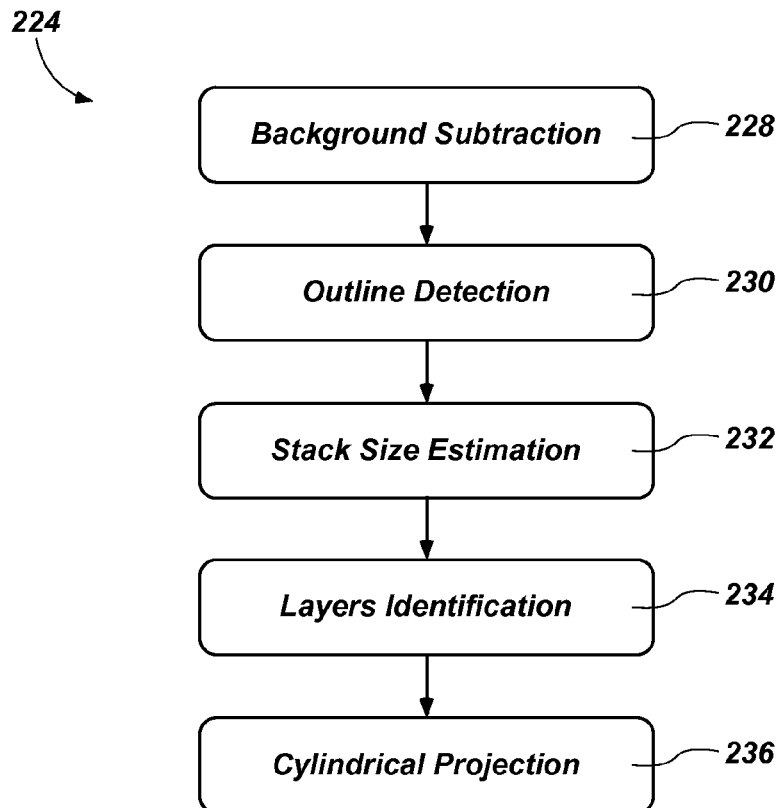 224
Background Subtraction
228
Outline Detection
230
Stack Size Estimation
232
Layers Identification
234
Cylindrical Projection
236